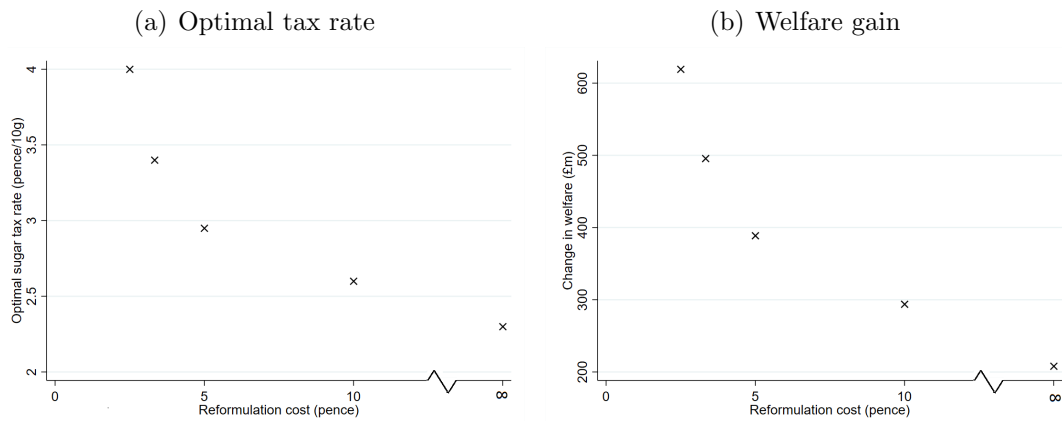 (a) Optimal tax rate
Optimal sugar tax rate (pence/10g)
4
3.5
3
2.5
2
0 5 10 ∞
Reformulation cost (pence)
(b) Welfare gain
Change in welfare (£m)
600
500
400
300
200
0 5 10 ∞
Reformulation cost (pence)